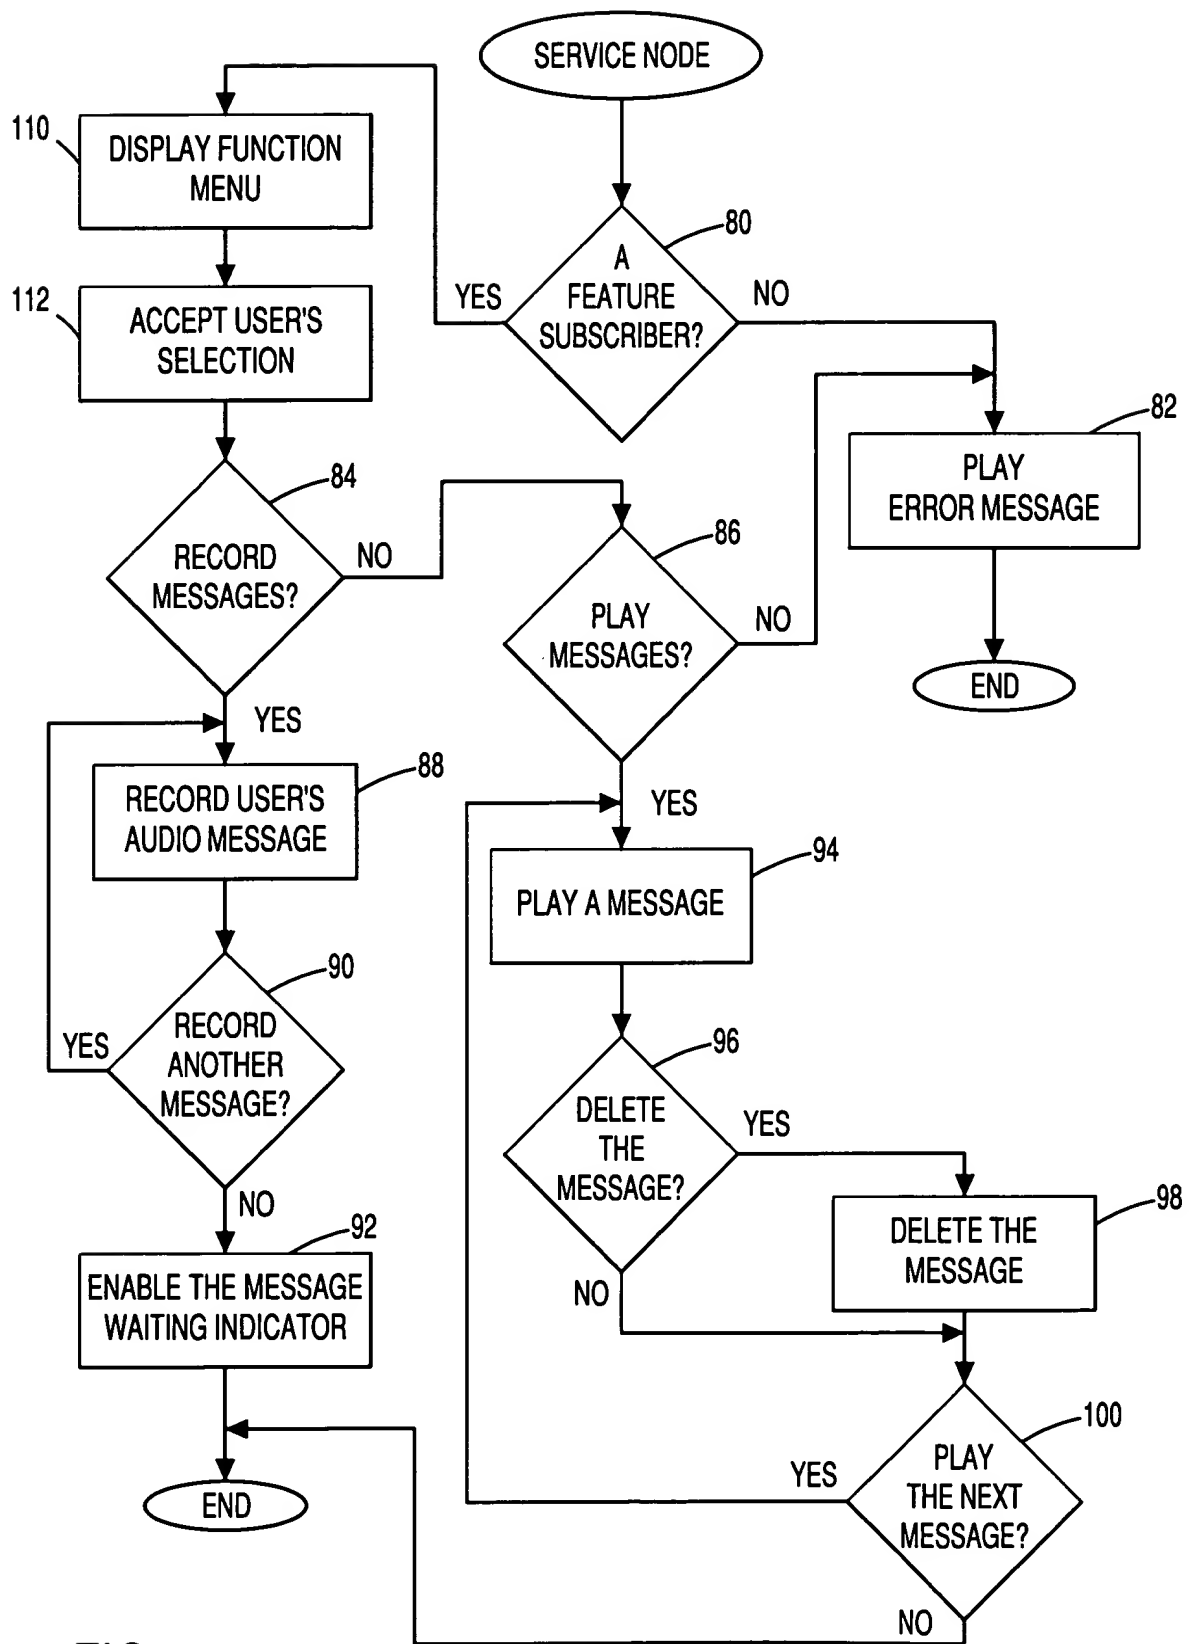 SERVICE NODE
110
DISPLAY FUNCTION
MENU
80
A
FEATURE
SUBSCRIBER?
YES
NO
112
ACCEPT USER'S
SELECTION
82
PLAY
ERROR MESSAGE
84
RECORD
MESSAGES?
NO
86
PLAY
MESSAGES?
NO
END
YES
88
RECORD USER'S
AUDIO MESSAGE
YES
94
PLAY A MESSAGE
90
RECORD
ANOTHER
MESSAGE?
YES
NO
96
DELETE
THE
MESSAGE?
YES
NO
98
DELETE THE
MESSAGE
92
ENABLE THE MESSAGE
WAITING INDICATOR
END
100
PLAY
THE NEXT
MESSAGE?
YES
NO